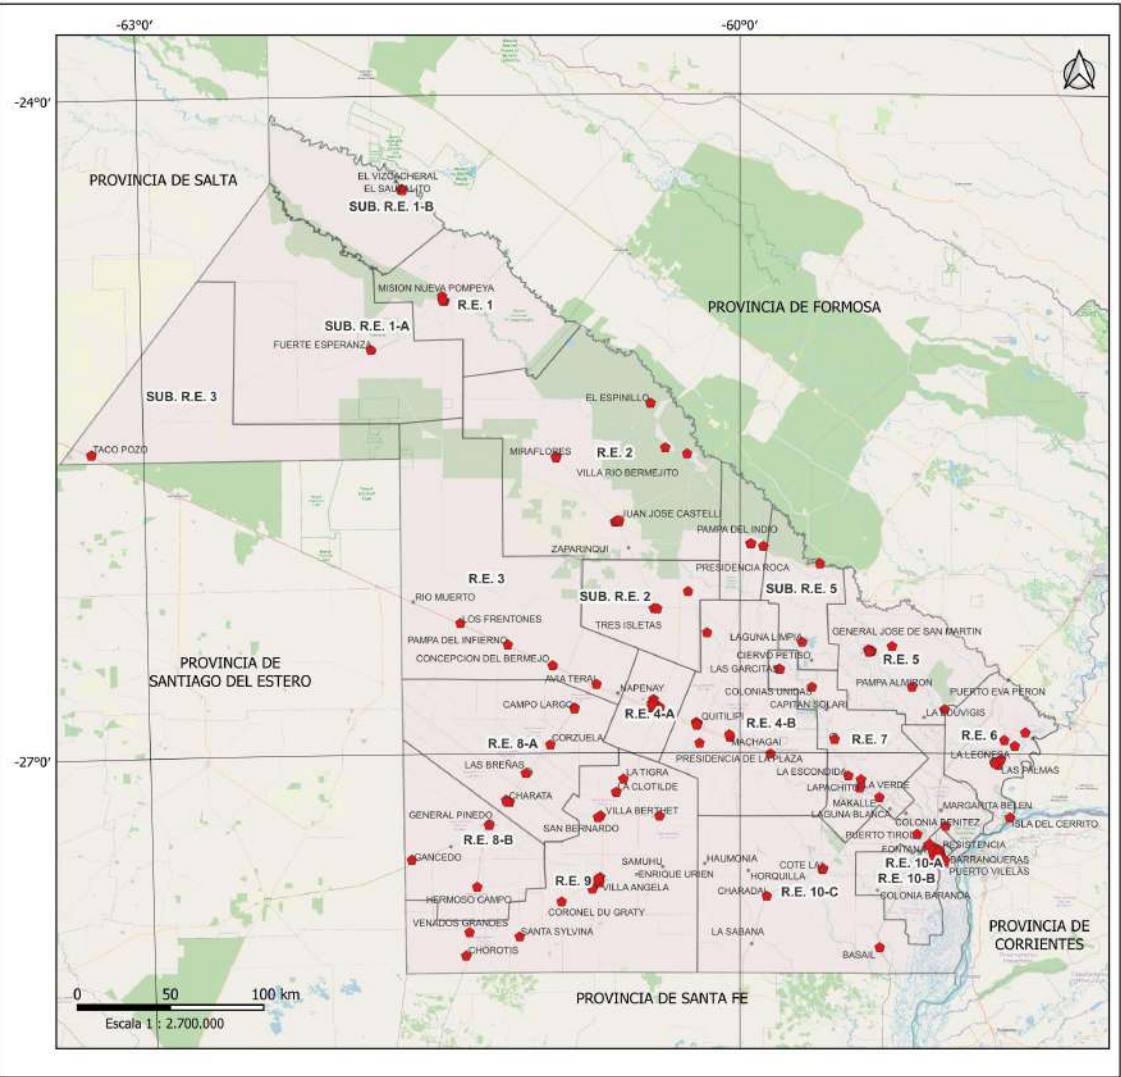 -63°0'
-60°0'
-24°0'
EL VIZCACHERAL
PROVINCIA DE SALTA
EL SAUZALITO
SUB. R.E. 1-B
MISION NUEVA POMPEYA
R.E. 1
PROVINCIA DE FORMOSA
SUB. R.E. 1-A
FUERTE ESPERANZA
SUB. R.E. 3
EL ESPINILLO
TACO POZO
MIRAFLORES
R.E. 2
VILLA RIO BERMEJITO
JUAN JOSE CASTELLI
PAMPA DEL INDIO
ZAPARINQUI
PRESIDENCIA ROCA
R.E. 3
SUB. R.E. 5
RIO MUERTO
SUB. R.E. 2
LOS FRENTONES
TRES ISLETAS
GENERAL JOSE DE SAN MARTIN
PAMPA DEL INFIERNO
LAGUNA LIMPIA
CIERVO PETISO
R.E. 5
CONCEPCION DEL BERMEJO
LAS GARCITAS
PROVINCIA DE
SANTIAGO DEL ESTERO
AVIA TERAI
NAPENAY
COLONIAS UNIDAS
PAMPA ALMIRON
PUERTO EVA PERON
CAMPO LARGO
CAPITAN SOLARI
R.E. 4-A
QUITILIPI
R.E. 4-B
LA EDUVIGIS
R.E. 8-A
CORZUELA
MACHAGAI
R.E. 7
R.E. 6
-27°0'
PRESIDENCIA DE LA PLAZA
LA LEONESA
LAS BREÑAS
LA TIGRA
LA ESCONDIDA
LAS PALMAS
LA CLOTILDE
LAPACHITO
LA VERDE
CHARATA
MAKALLE
MARGARITA BELEN
GENERAL PINEDO
VILLA BERTHET
LAGUNA BLANCA
COLONIA BENITEZ
ISLA DEL CERRITO
SAN BERNARDO
R.E. 8-B
PUERTO TIROL
FONTANA
RESISTENCIA
GANCEDO
SAMUHU
HAUMONIA
COTE LAI
R.E. 10-A
BARRANQUERAS
ENRIQUE URIEN
HORQUILLA
R.E. 10-B
PUERTO VILELAS
R.E. 9
VILLA ANGELA
CHARADAI
R.E. 10-C
COLONIA BARANDA
HERMOSO CAMPO
CORONEL DU GRATY
VENADOS GRANDES
SANTA SYLVINA
LA SABANA
PROVINCIA DE
CORRIENTES
CHOROTIS
BASAIL
0 50 100 km
PROVINCIA DE SANTA FE
Escala 1 : 2.700.000